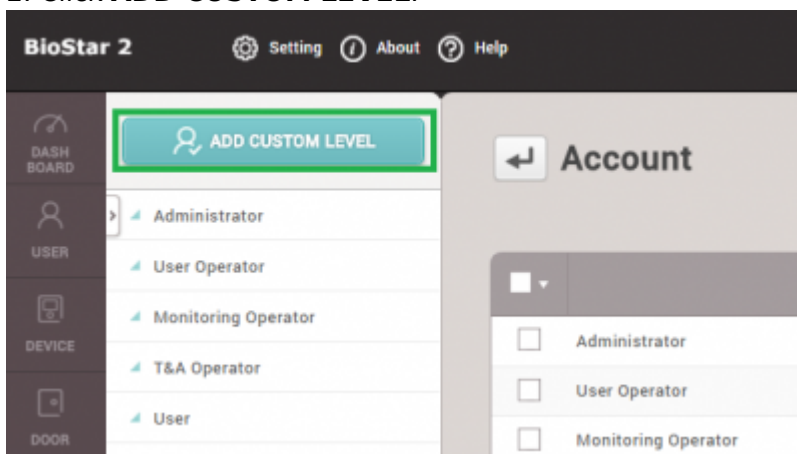 BioStar 2 Setting About Help
ADD CUSTOM LEVEL
Account
DASH
BOARD
USER
DEVICE
DOOR
Administrator
User Operator
Monitoring Operator
T&A Operator
User
Administrator
User Operator
Monitoring Operator